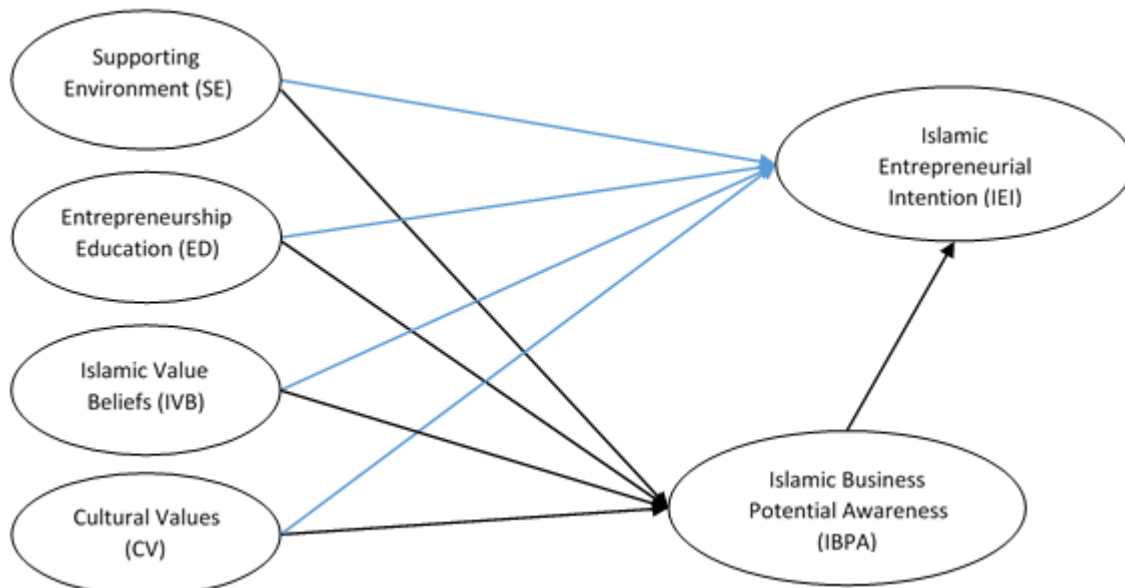 Supporting
Environment (SE)
Entrepreneurship
Education (ED)
Islamic Value
Beliefs (IVB)
Cultural Values
(CV)
Islamic
Entrepreneurial
Intention (IEI)
Islamic Business
Potential Awareness
(IBPA)